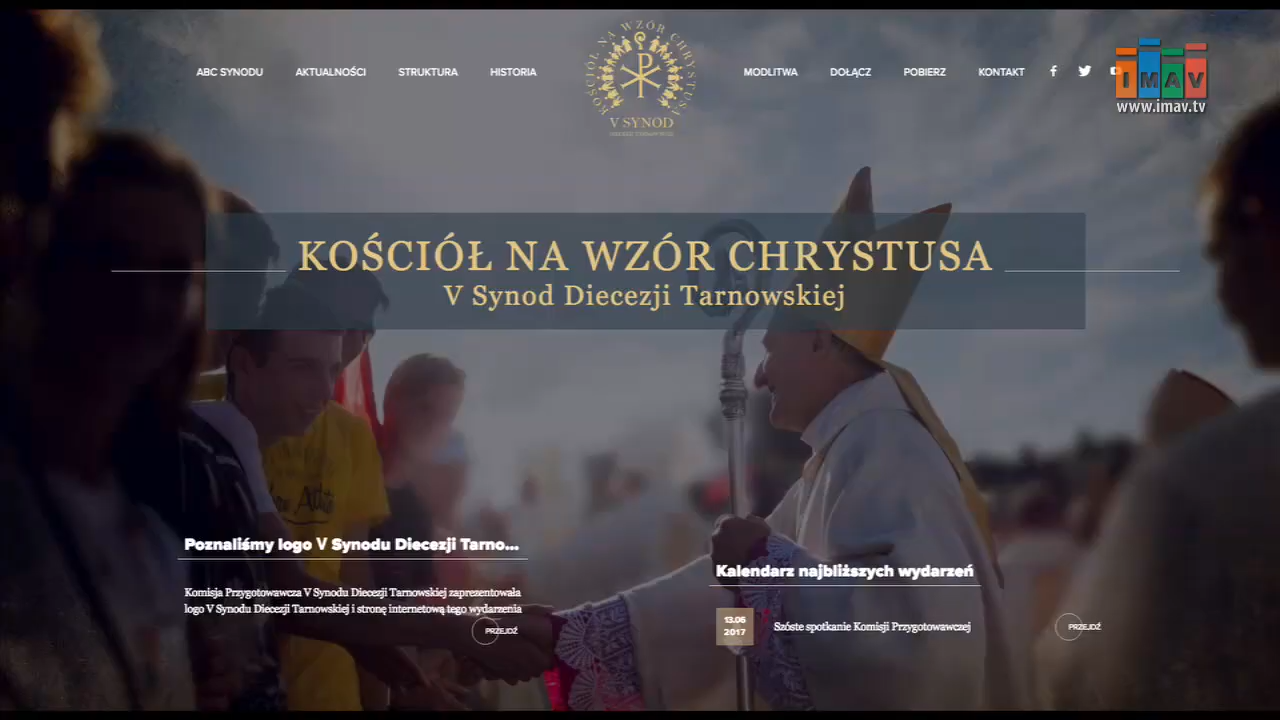 ABC SYNODU
AKTUALNOŚCI
STRUKTURA
HISTORIA
KOŚCIÓŁ NA WZÓR CHRYSTUSA
V SYNOD
MODLITWA
DOŁĄCZ
POBIERZ
KONTAKT
IMAV
www.imav.tv
KOŚCIÓŁ NA WZÓR CHRYSTUSA
V Synod Diecezji Tarnowskiej
Poznaliśmy logo V Synodu Diecezji Tarno...
Komisja Przygotowawcza V Synodu Diecezji Tarnowskiej zaprezentowała
logo V Synodu Diecezji Tarnowskiej i stronę internetową tego wydarzenia
PRZEJDŹ
Kalendarz najbliższych wydarzeń
13.06
2017
Szóste spotkanie Komisji Przygotowawczej
PRZEJDŹ